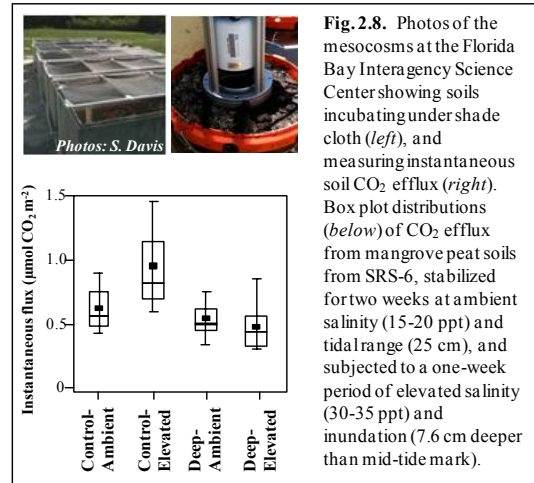 Photos: S. Davis
Fig. 2.8. Photos of the
mesocosms at the Florida
Bay Interagency Science
Center showing soils
incubating under shade
cloth (left), and
measuring instantaneous
soil CO2 efflux (right).
Box plot distributions
(below) of CO2 efflux
from mangrove peat soils
from SRS-6, stabilized
for two weeks at ambient
salinity (15-20 ppt) and
tidal range (25 cm), and
subjected to a one-week
period of elevated salinity
(30-35 ppt) and
inundation (7.6 cm deeper
than mid-tide mark).
Instantaneous flux (µmol CO2 m-2)
1.5
1.0
0.5
0
Control-
Ambient
Control-
Elevated
Deep-
Ambient
Deep-
Elevated